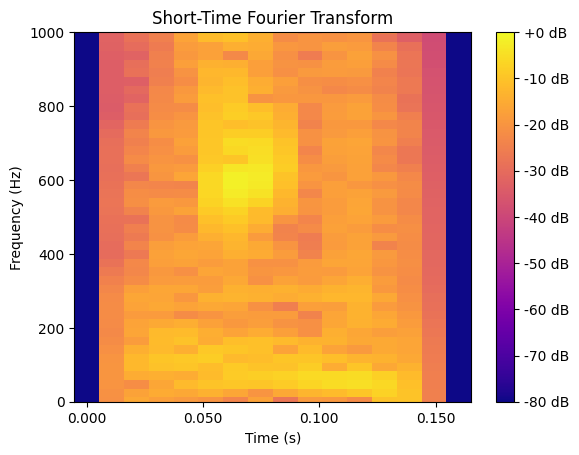 Short-Time Fourier Transform
1000
800
600
400
200
0
Frequency (Hz)
0.000
0.050
0.100
0.150
Time (s)
+0 dB
-10 dB
-20 dB
-30 dB
-40 dB
-50 dB
-60 dB
-70 dB
-80 dB